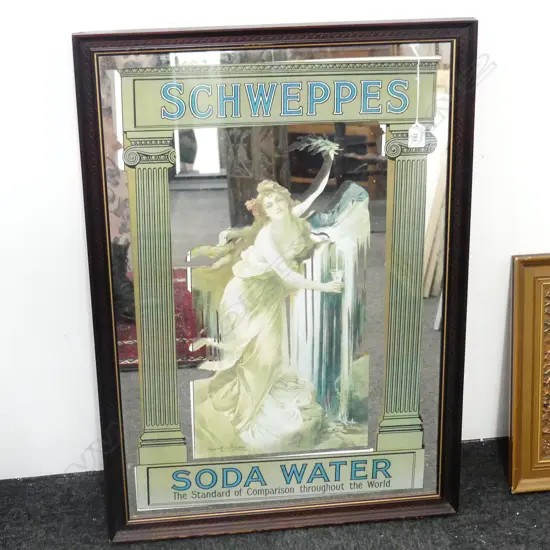 SCHWEPPES
SODA WATER
The Standard of Comparison throughout the World